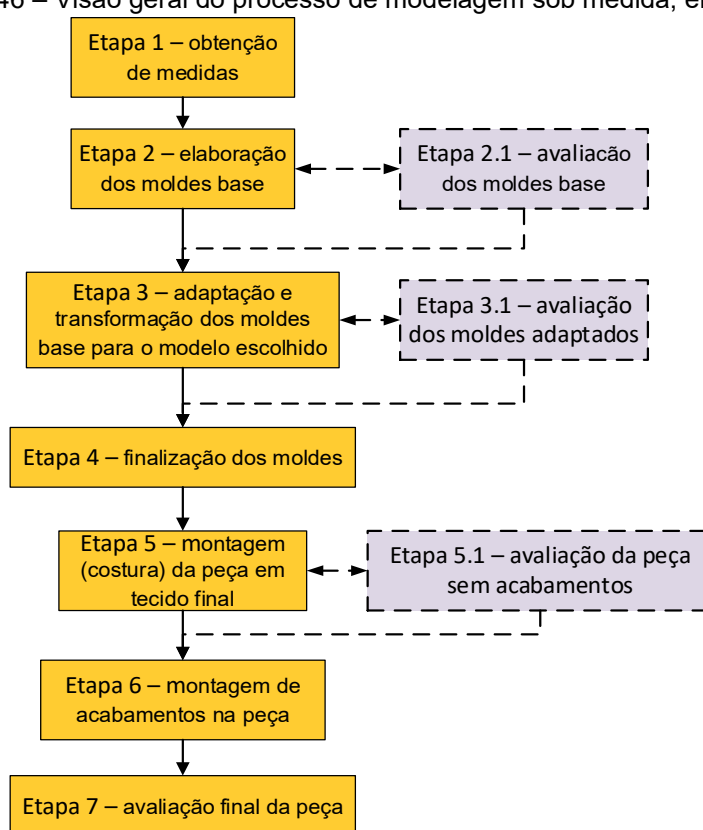 46 – Visão geral do processo de modelagem sob medida, e
Etapa 1 – obtenção
de medidas
Etapa 2 – elaboração
dos moldes base
Etapa 2.1 – avaliacão
dos moldes base
Etapa 3 – adaptação e
transformação dos moldes
base para o modelo escolhido
Etapa 3.1 – avaliação
dos moldes adaptados
Etapa 4 – finalização dos moldes
Etapa 5 – montagem
(costura) da peça em
tecido final
Etapa 5.1 – avaliação da peça
sem acabamentos
Etapa 6 – montagem de
acabamentos na peça
Etapa 7 – avaliação final da peça